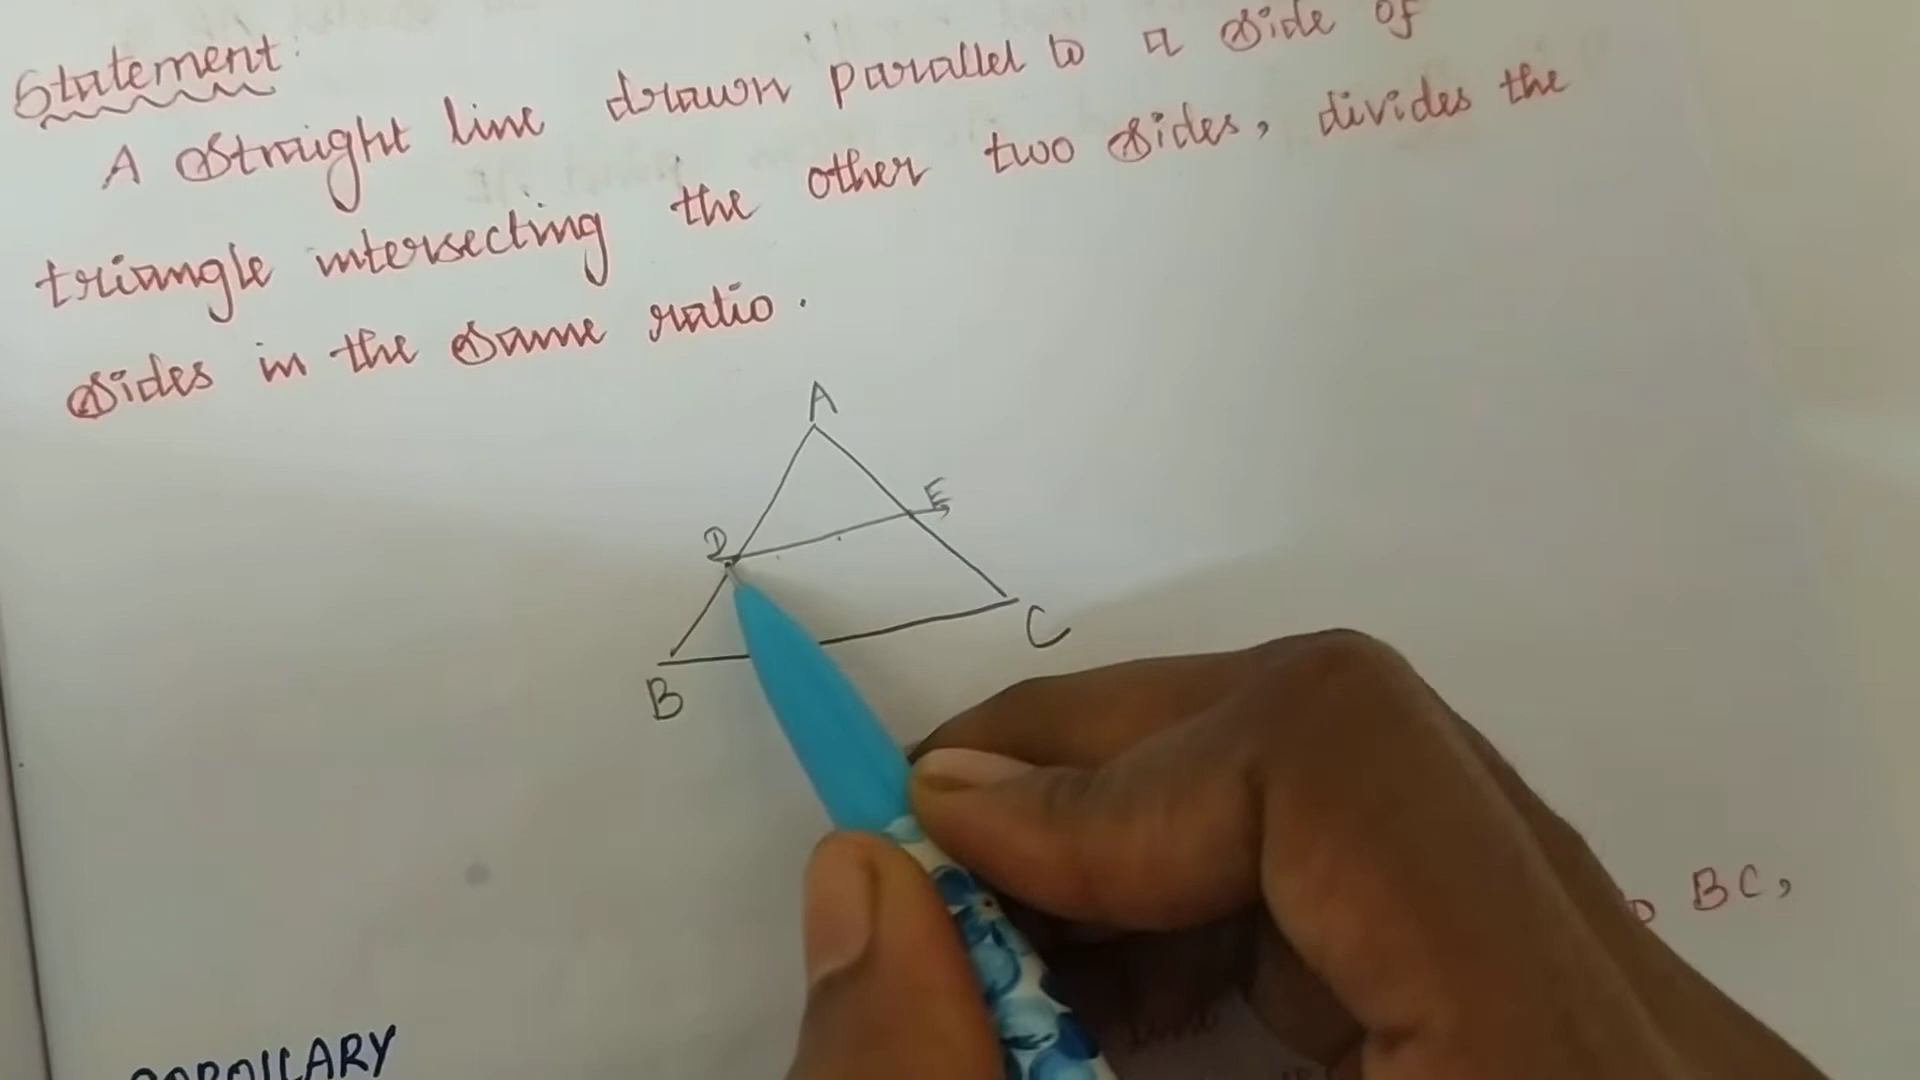 Statement:
A Straight line drawn parallel to a side of
triangle intersecting the other two sides, divides the
sides in the same ratio.
A
D
E
B
C
BC,
COROLLARY